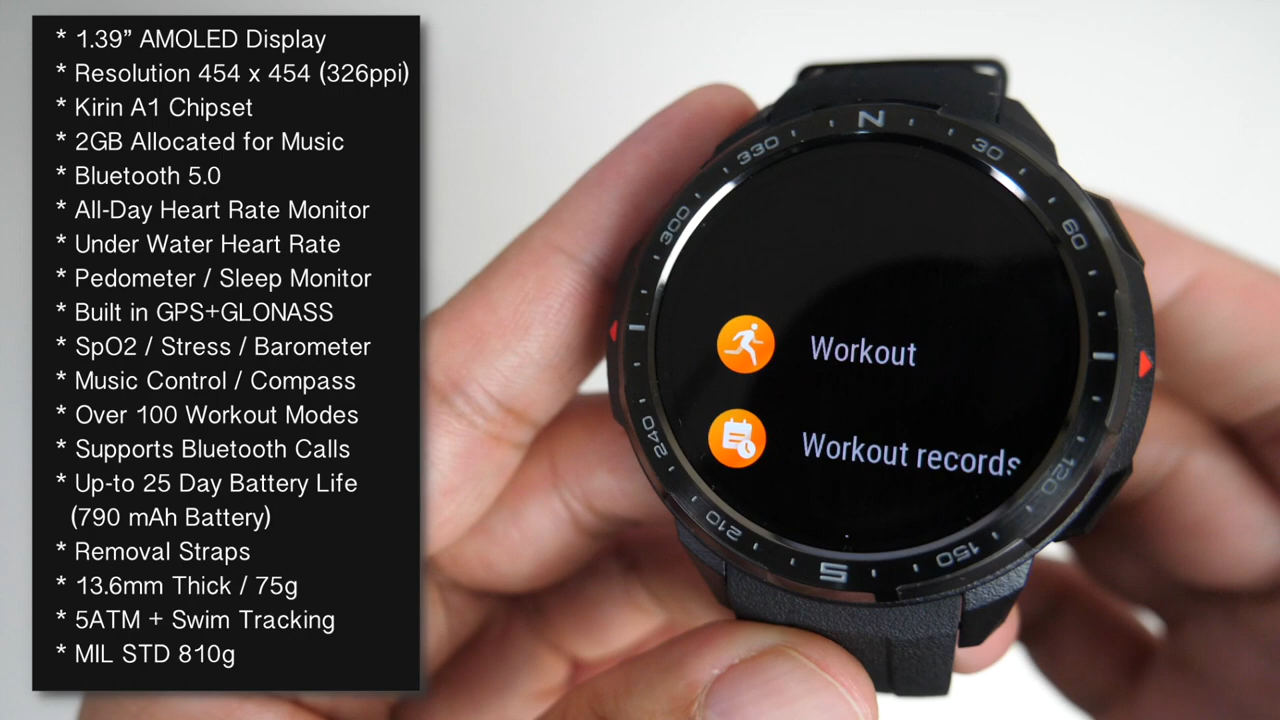 * 1.39” AMOLED Display
* Resolution 454 x 454 (326ppi)
* Kirin A1 Chipset
* 2GB Allocated for Music
* Bluetooth 5.0
* All-Day Heart Rate Monitor
* Under Water Heart Rate
* Pedometer / Sleep Monitor
* Built in GPS+GLONASS
* SpO2 / Stress / Barometer
* Music Control / Compass
* Over 100 Workout Modes
* Supports Bluetooth Calls
* Up-to 25 Day Battery Life
(790 mAh Battery)
* Removal Straps
* 13.6mm Thick / 75g
* 5ATM + Swim Tracking
* MIL STD 810g
N
30
60
120
150
S
210
240
300
330
Workout
Workout records